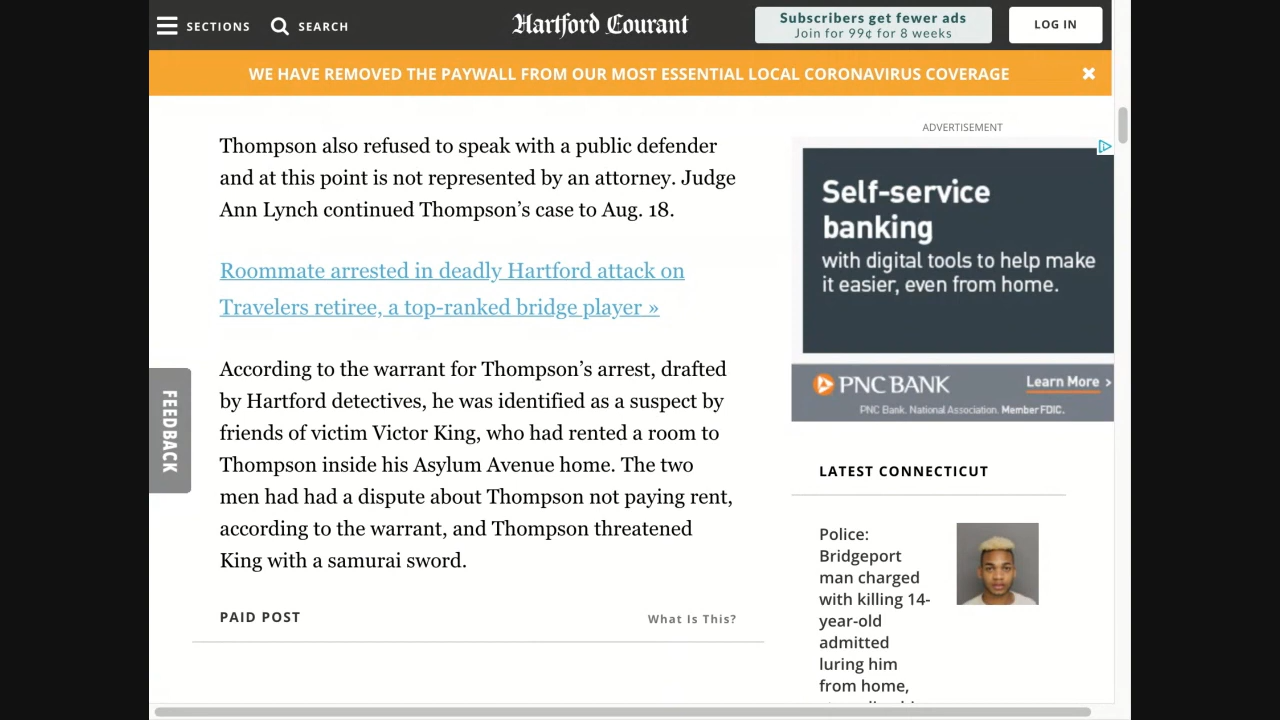 SECTIONS
SEARCH
Hartford Courant
Subscribers get fewer ads
Join for 99¢ for 8 weeks
LOG IN
WE HAVE REMOVED THE PAYWALL FROM OUR MOST ESSENTIAL LOCAL CORONAVIRUS COVERAGE
Thompson also refused to speak with a public defender
and at this point is not represented by an attorney. Judge
Ann Lynch continued Thompson’s case to Aug. 18.
Roommate arrested in deadly Hartford attack on
Travelers retiree, a top-ranked bridge player »
According to the warrant for Thompson’s arrest, drafted
by Hartford detectives, he was identified as a suspect by
friends of victim Victor King, who had rented a room to
Thompson inside his Asylum Avenue home. The two
men had had a dispute about Thompson not paying rent,
according to the warrant, and Thompson threatened
King with a samurai sword.
PAID POST
What Is This?
FEEDBACK
ADVERTISEMENT
Self-service
banking
with digital tools to help make
it easier, even from home.
PNC BANK
Learn More >
PNC Bank, National Association. Member FDIC.
LATEST CONNECTICUT
Police:
Bridgeport
man charged
with killing 14-
year-old
admitted
luring him
from home,